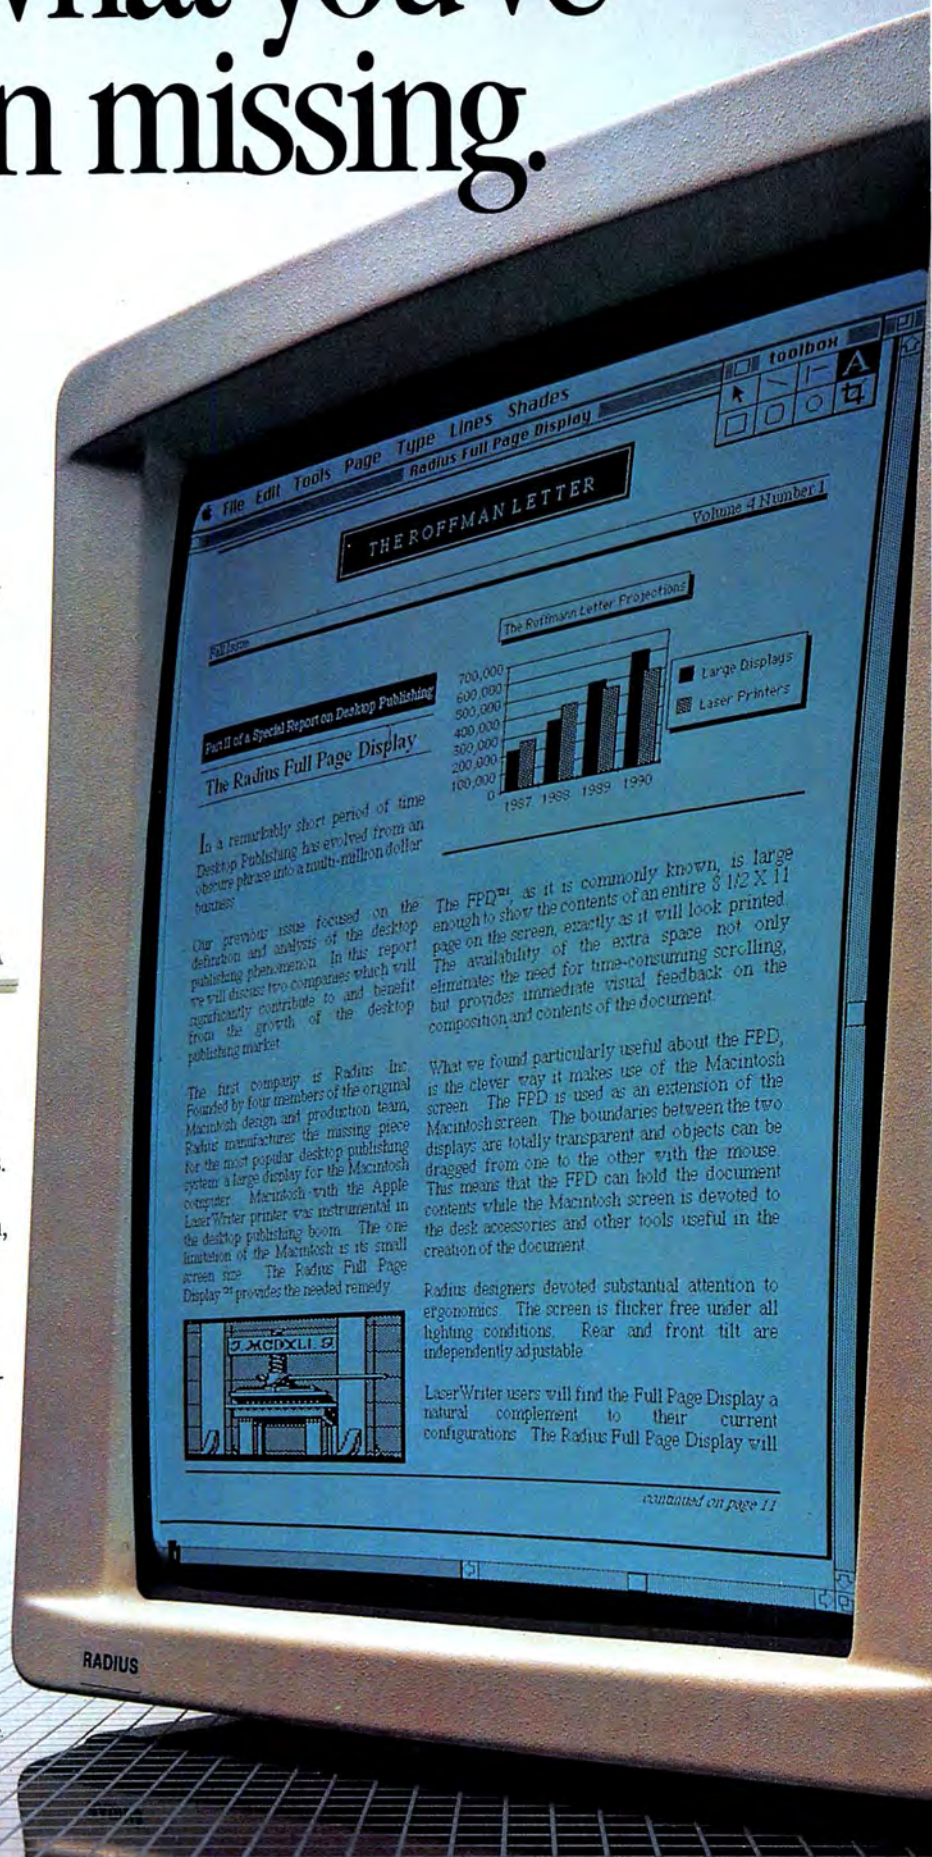 what you've
n missing.
File Edit Tools Page Type Lines Shades
Radius Full Page Display
toolbox
A
THE ROFFMAN LETTER
Volume 4 Number 1
Fall Issue
Part II of a Special Report on Desktop Publishing
The Radius Full Page Display
In a remarkably short period of time
Desktop Publishing has evolved from an
obscure phrase into a multi-million dollar
business
Our previous issue focused on the
definition and analysis of the desktop
publishing phenomenon. In this report
we will discuss two companies which will
significantly contribute to and benefit
from the growth of the desktop
publishing market
The first company is Radius Inc.
Founded by four members of the original
Macintosh design and production team,
Radius manufactures the missing piece
for the most popular desktop publishing
system: a large display for the Macintosh
computer. Macintosh with the Apple
LaserWriter printer was instrumental in
the desktop publishing boom. The one
limitation of the Macintosh is its small
screen size. The Radius Full Page
Display™ provides the needed remedy.
J. MCDXLI. S
The Roffmann Letter Projections
700,000
600,000
500,000
400,000
300,000
200,000
100,000
0
1987 1988 1989 1990
Large Displays
Laser Printers
The FPD™, as it is commonly known, is large
enough to show the contents of an entire 8 1/2 X 11
page on the screen, exactly as it will look printed.
The availability of the extra space not only
eliminates the need for time-consuming scrolling,
but provides immediate visual feedback on the
composition and contents of the document.
What we found particularly useful about the FPD,
is the clever way it makes use of the Macintosh
screen. The FPD is used as an extension of the
Macintosh screen. The boundaries between the two
displays are totally transparent and objects can be
dragged from one to the other with the mouse.
This means that the FPD can hold the document
contents while the Macintosh screen is devoted to
the desk accessories and other tools useful in the
creation of the document.
Radius designers devoted substantial attention to
ergonomics. The screen is flicker free under all
lighting conditions. Rear and front tilt are
independently adjustable.
LaserWriter users will find the Full Page Display a
natural complement to their current
configurations. The Radius Full Page Display will
continued on page 11
RADIUS